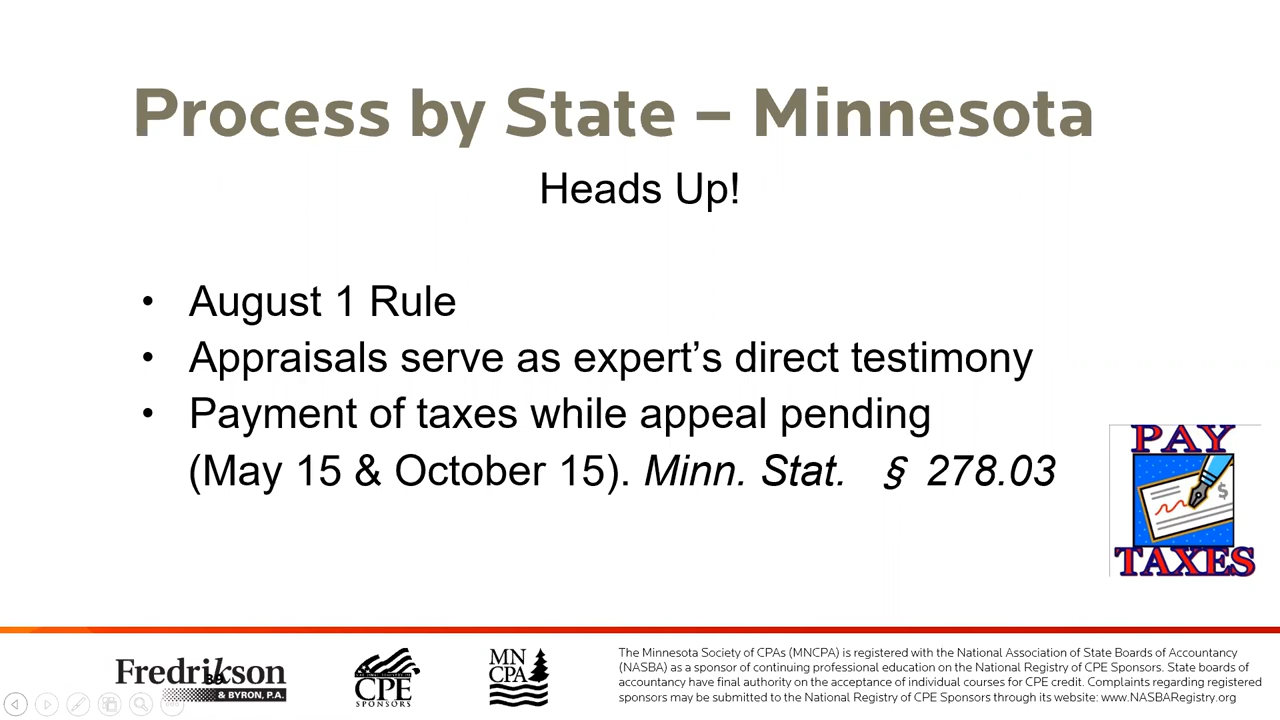 Process by State – Minnesota
Heads Up!
• August 1 Rule
• Appraisals serve as expert’s direct testimony
• Payment of taxes while appeal pending
(May 15 & October 15). Minn. Stat. § 278.03
PAY
$
TAXES
Fredrikson
& BYRON, P.A.
39
CPE
SPONSORS
MN
CPA
The Minnesota Society of CPAs (MNCPA) is registered with the National Association of State Boards of Accountancy
(NASBA) as a sponsor of continuing professional education on the National Registry of CPE Sponsors. State boards of
accountancy have final authority on the acceptance of individual courses for CPE credit. Complaints regarding registered
sponsors may be submitted to the National Registry of CPE Sponsors through its website: www.NASBARegistry.org